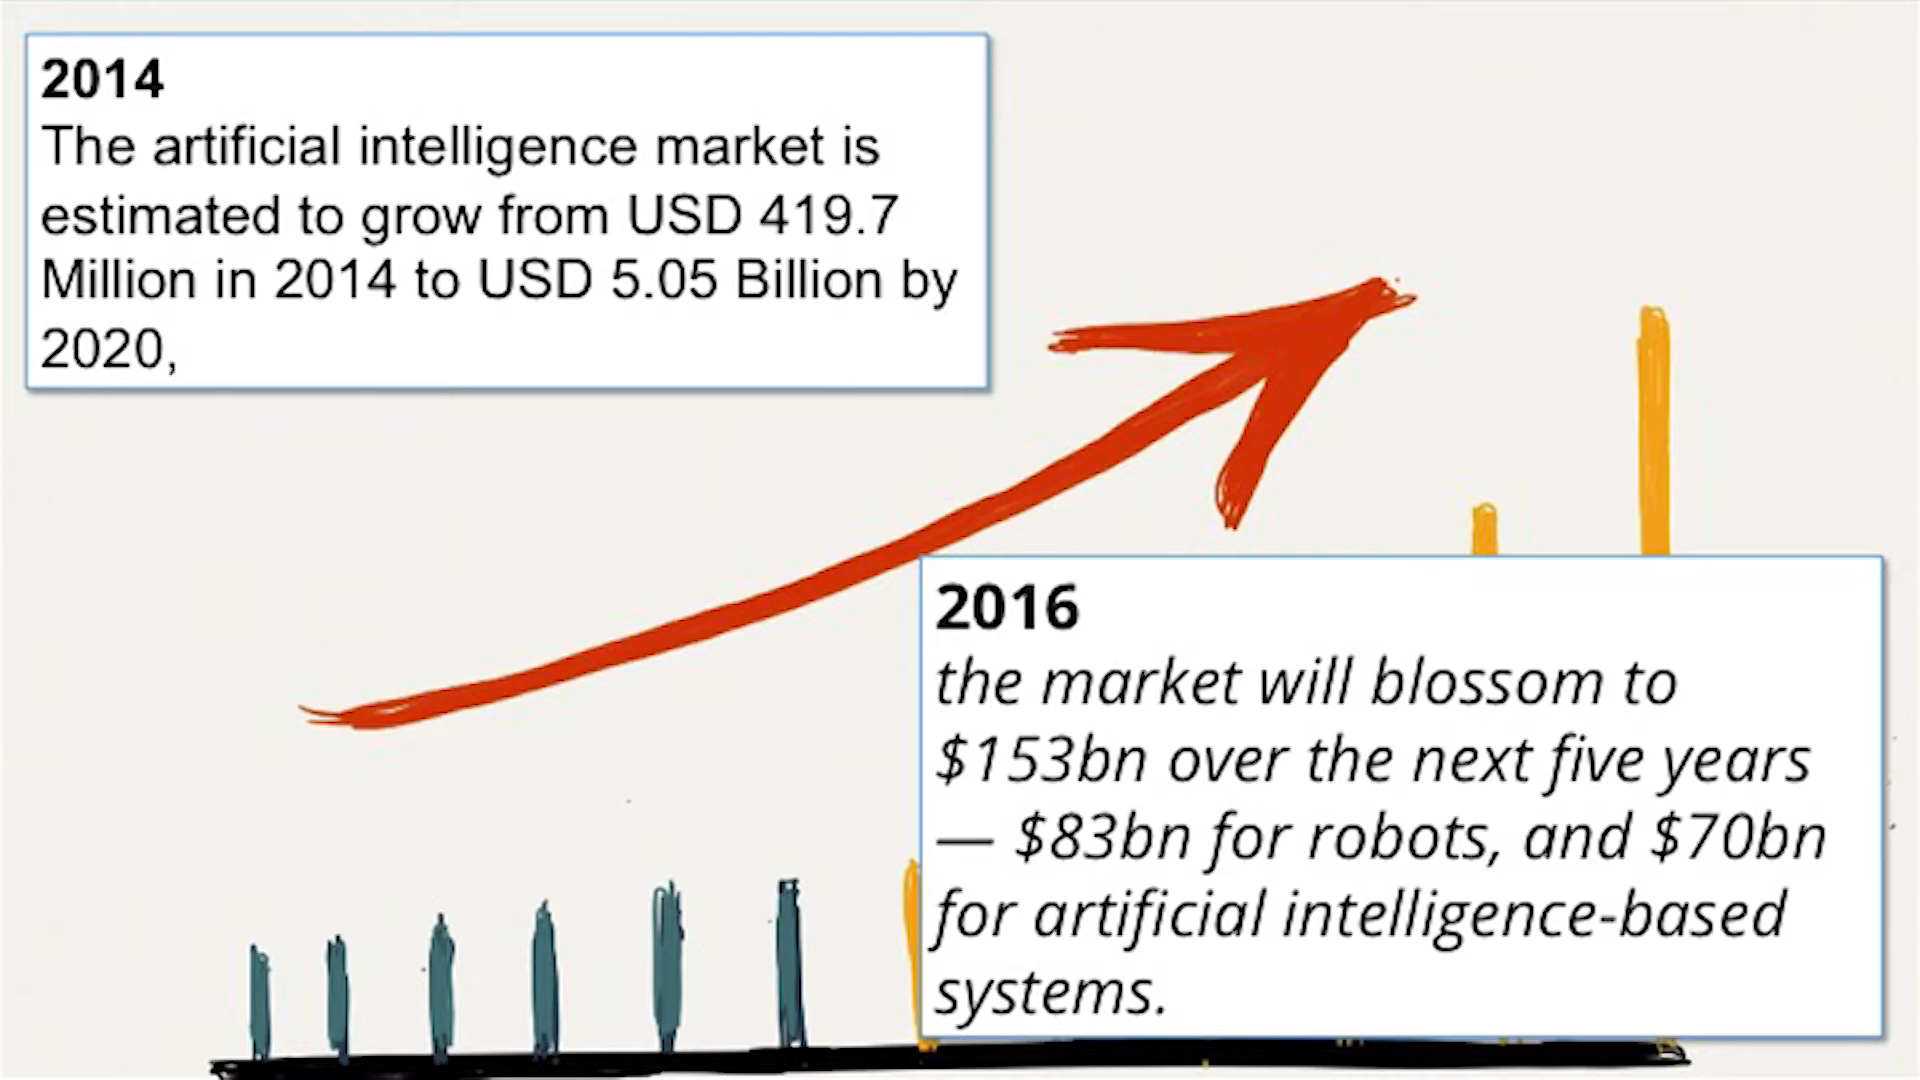 2014
The artificial intelligence market is
estimated to grow from USD 419.7
Million in 2014 to USD 5.05 Billion by
2020,
2016
the market will blossom to
$153bn over the next five years
— $83bn for robots, and $70bn
for artificial intelligence-based
systems.